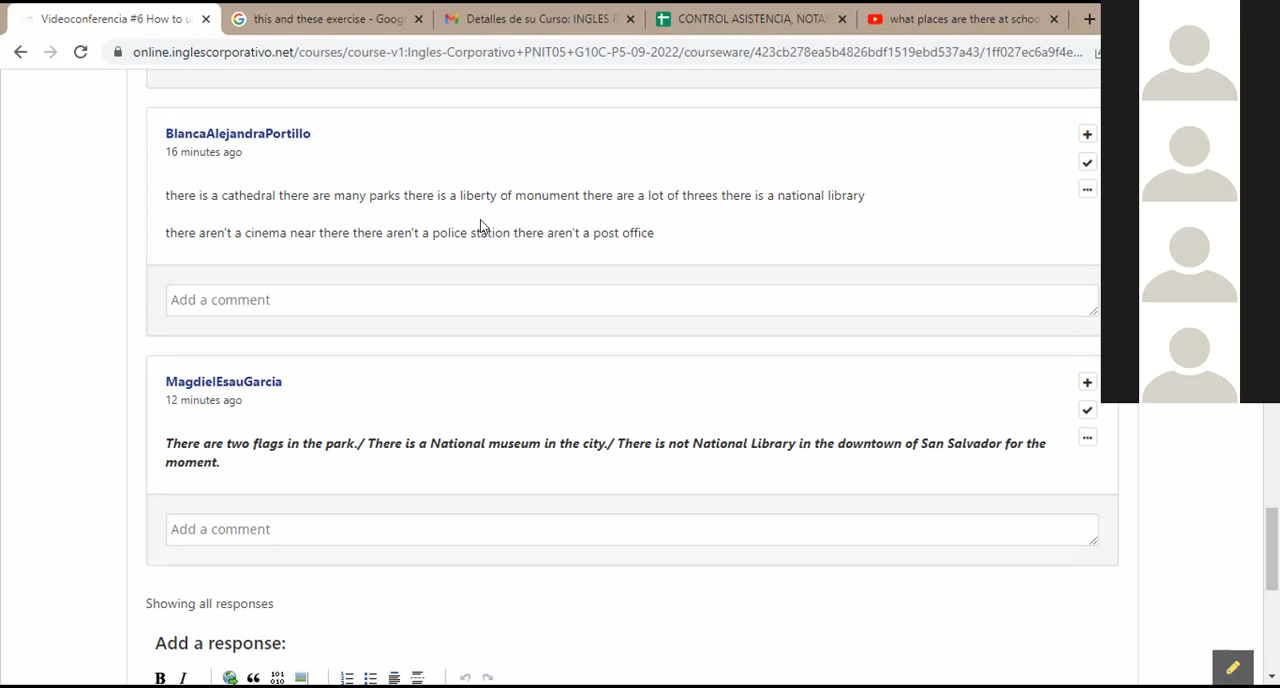 Videoconferencia #6 How to u
this and these exercise - Goog
Detalles de su Curso: INGLES F
CONTROL ASISTENCIA, NOTAS
what places are there at schoo
online.inglescorporativo.net/courses/course-v1:Ingles-Corporativo+PNIT05+G10C-P5-09-2022/courseware/423cb278ea5b4826bdf1519ebd537a43/1ff027ec6a9f4e...
BlancaAlejandraPortillo
16 minutes ago
there is a cathedral there are many parks there is a liberty of monument there are a lot of threes there is a national library
there aren't a cinema near there there aren't a police station there aren't a post office
Add a comment
MagdielEsauGarcia
12 minutes ago
There are two flags in the park./ There is a National museum in the city./ There is not National Library in the downtown of San Salvador for the
moment.
Add a comment
Showing all responses
Add a response:
B I